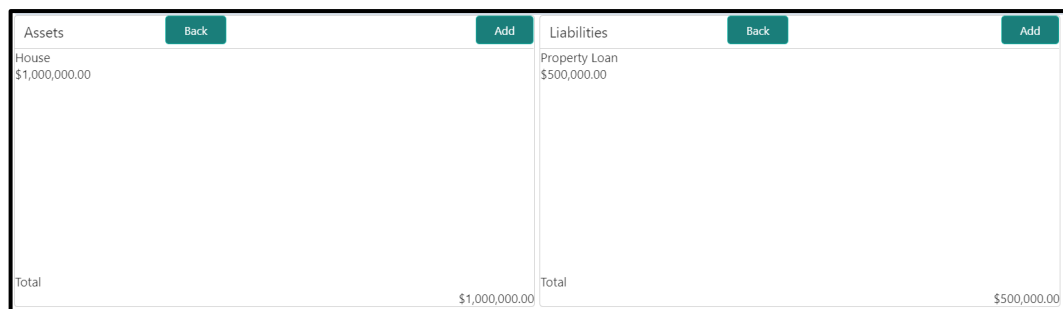 Assets Back Add
House
$1,000,000.00
Total
$1,000,000.00
Liabilities Back Add
Property Loan
$500,000.00
Total
$500,000.00